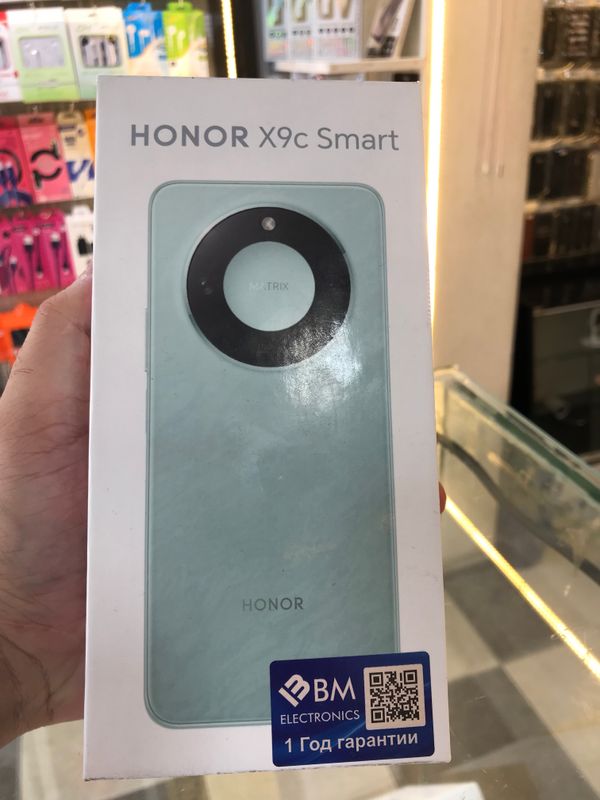 HONOR X9c Smart
MATRIX
HONOR
BM
ELECTRONICS
1 Год гарантии